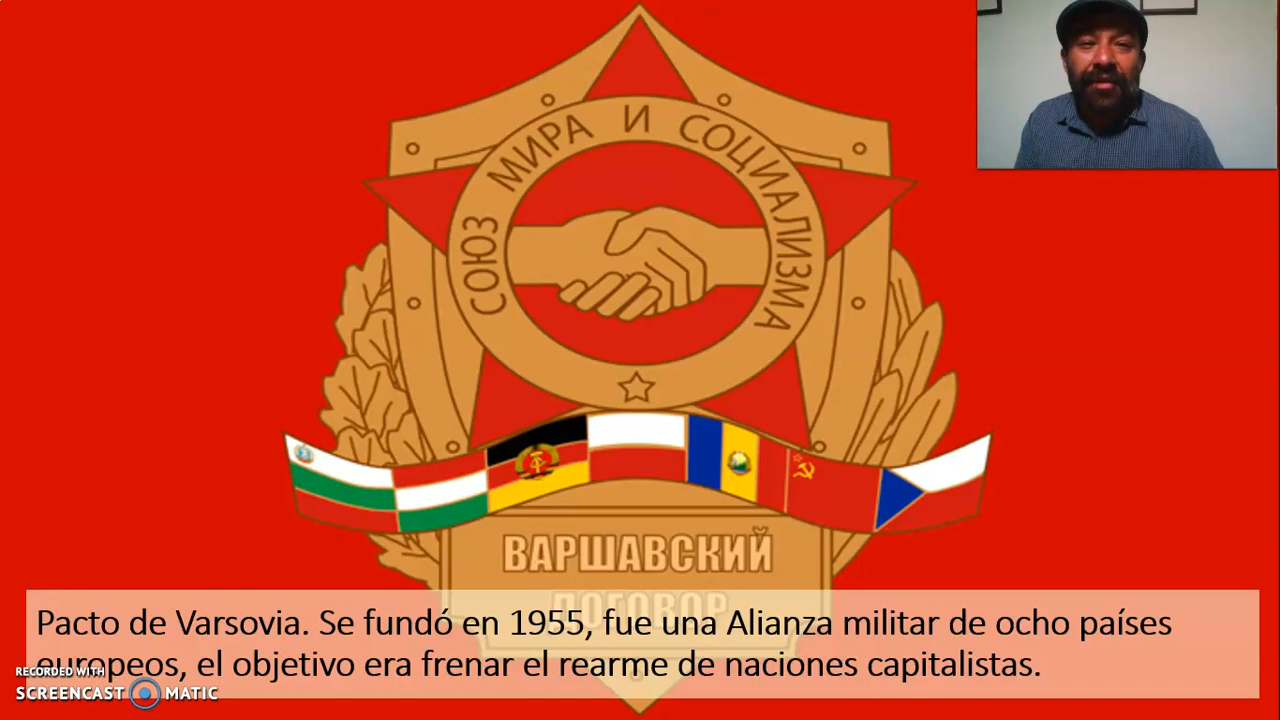 СОЮЗ МИРА И СОЦИАЛИЗМА
ВАРШАВСКИЙ
ДОГОВОР
Pacto de Varsovia. Se fundó en 1955, fue una Alianza militar de ocho países
europeos, el objetivo era frenar el rearme de naciones capitalistas.
RECORDED WITH
SCREENCAST MATIC